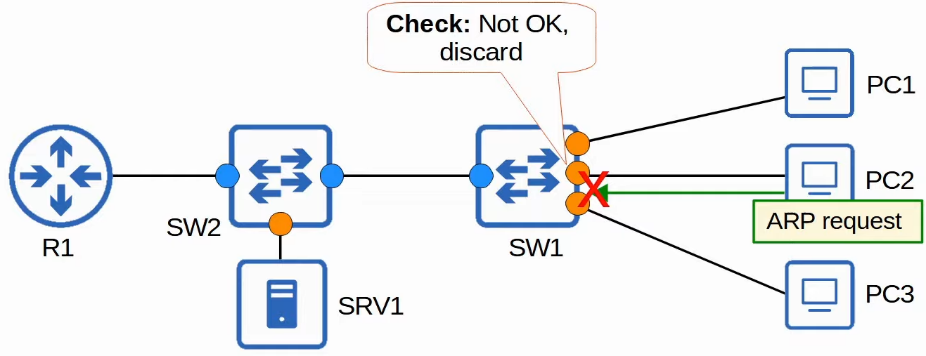 Check: Not OK,
discard
PC1
PC2
ARP request
SW2
R1
SW1
SRV1
PC3